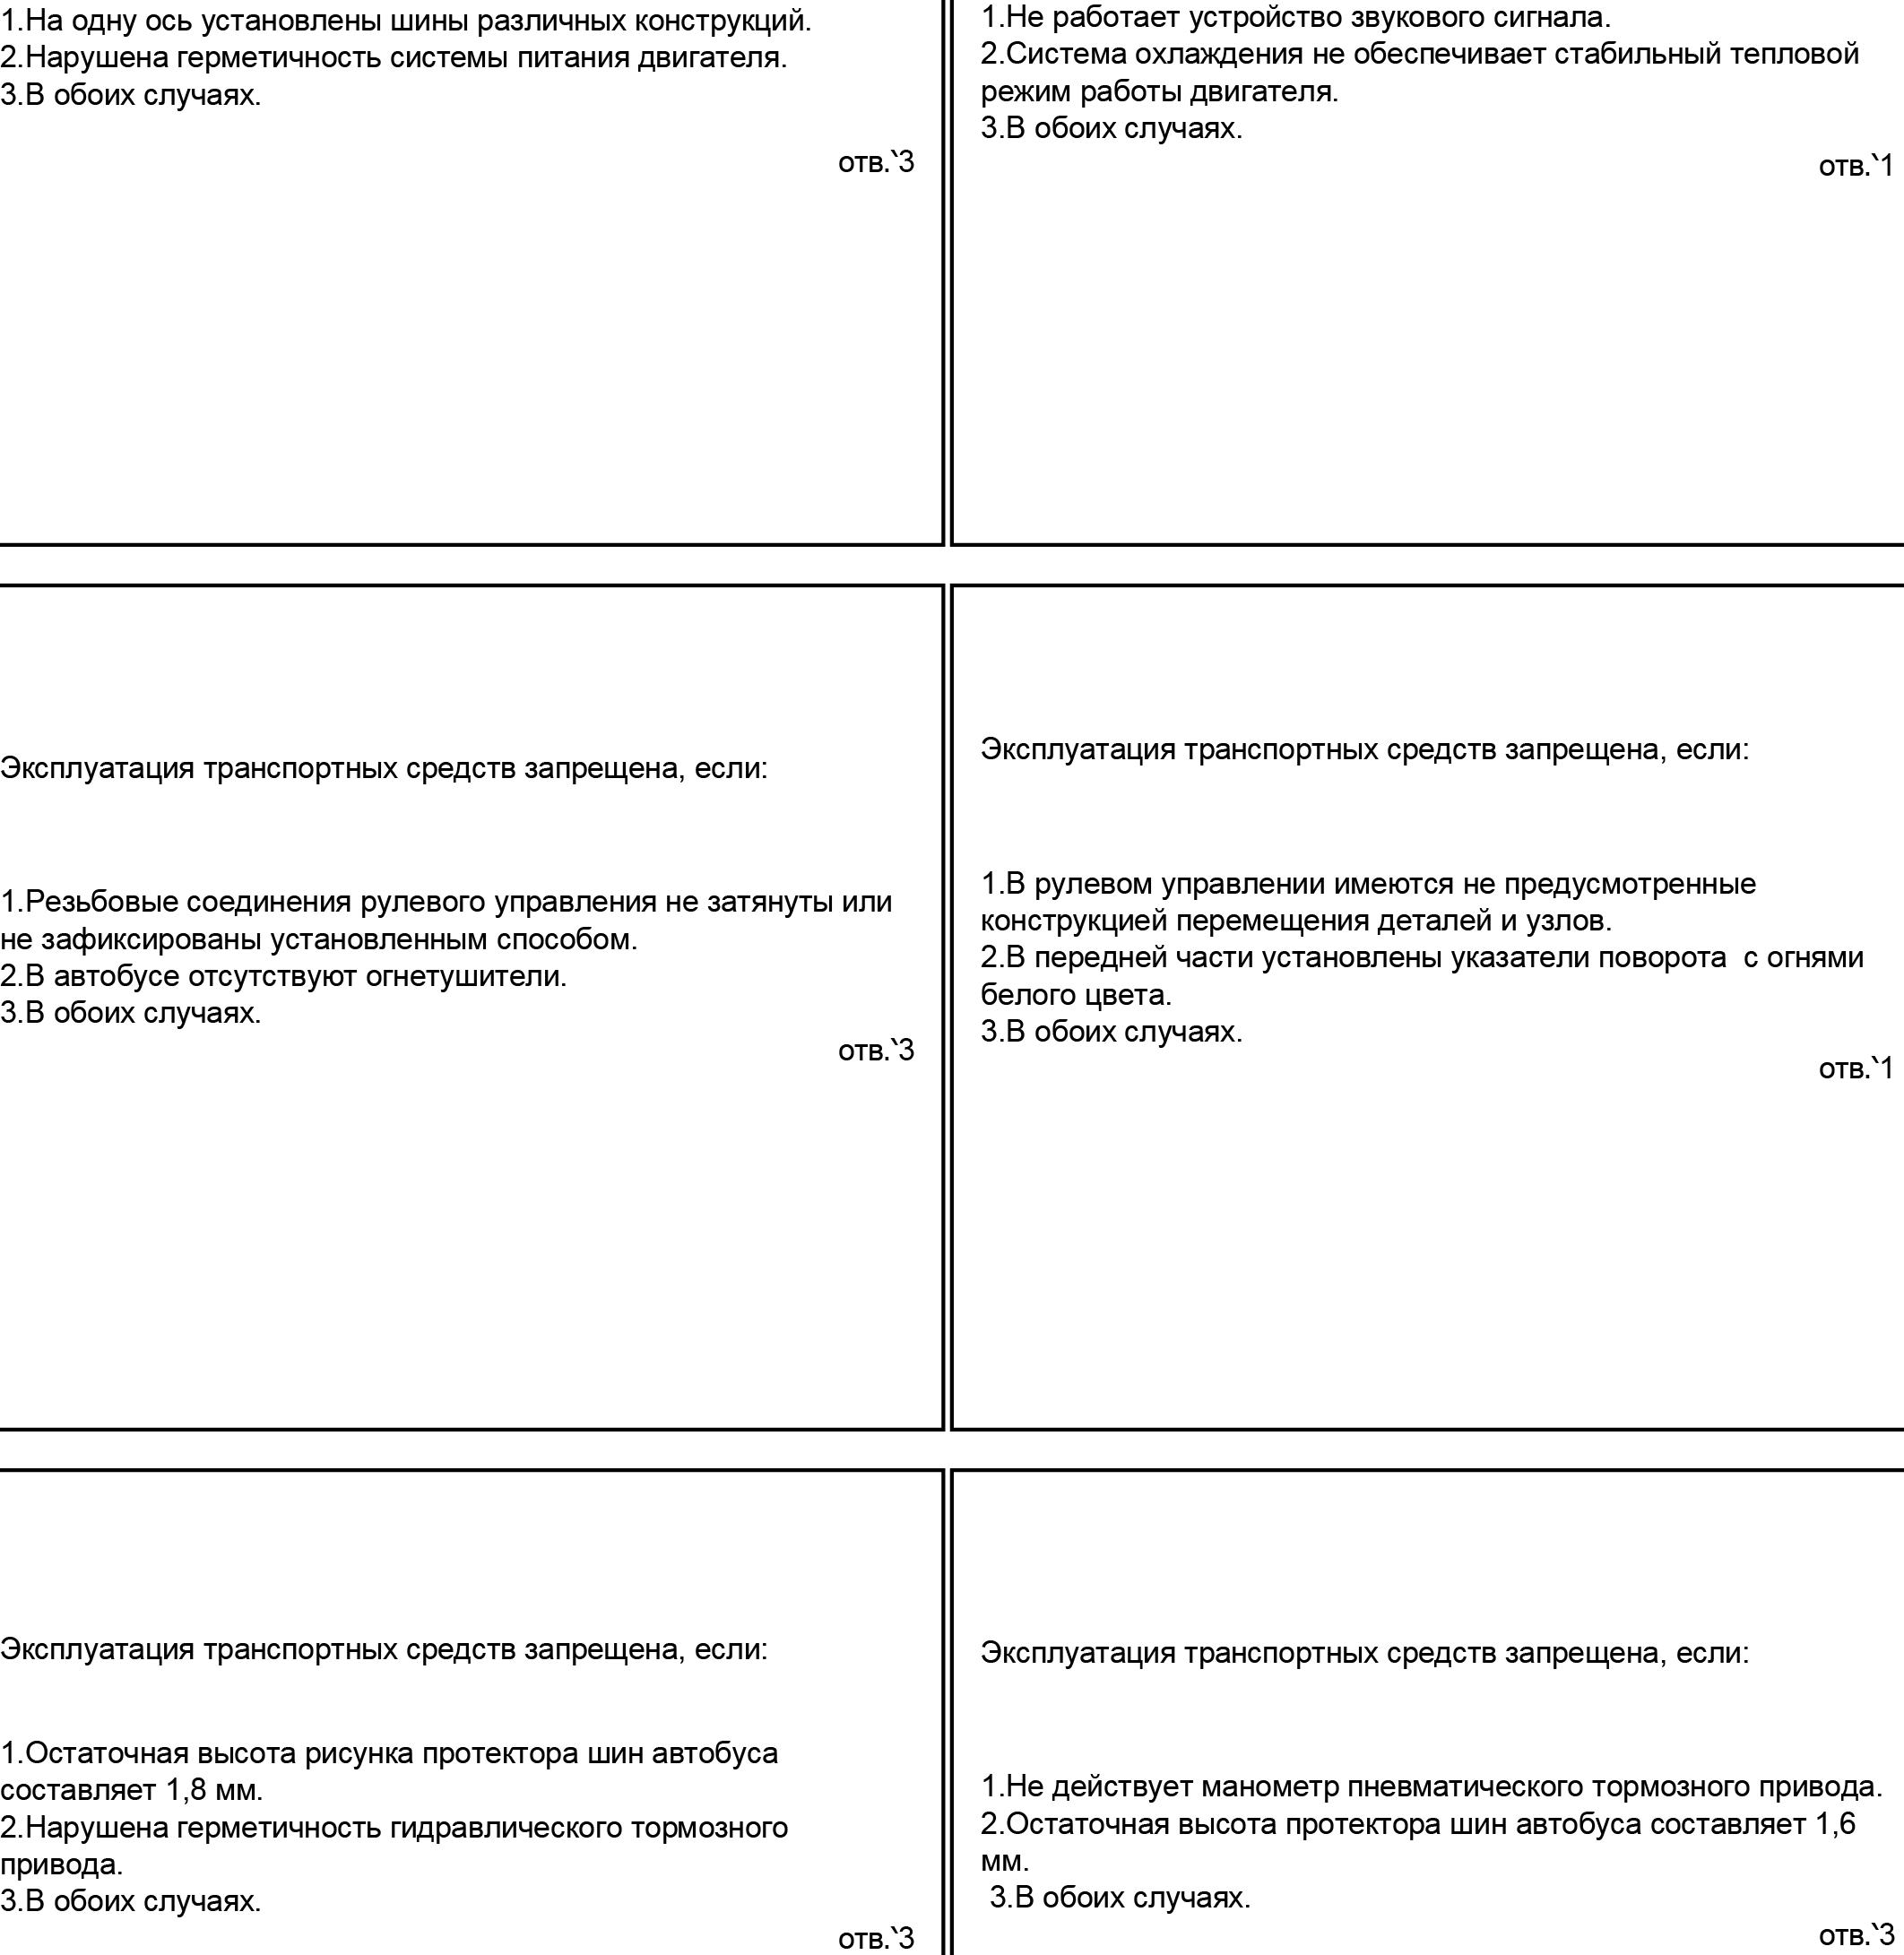 1.На одну ось установлены шины различных конструкций.
2.Нарушена герметичность системы питания двигателя.
3.В обоих случаях.
отв.`3
1.Не работает устройство звукового сигнала.
2.Система охлаждения не обеспечивает стабильный тепловой
режим работы двигателя.
3.В обоих случаях.
отв.`1
Эксплуатация транспортных средств запрещена, если:
1.Резьбовые соединения рулевого управления не затянуты или
не зафиксированы установленным способом.
2.В автобусе отсутствуют огнетушители.
3.В обоих случаях.
отв.`3
Эксплуатация транспортных средств запрещена, если:
1.В рулевом управлении имеются не предусмотренные
конструкцией перемещения деталей и узлов.
2.В передней части установлены указатели поворота  с огнями
белого цвета.
3.В обоих случаях.
отв.`1
Эксплуатация транспортных средств запрещена, если:
1.Остаточная высота рисунка протектора шин автобуса
составляет 1,8 мм.
2.Нарушена герметичность гидравлического тормозного
привода.
3.В обоих случаях.
отв.`3
Эксплуатация транспортных средств запрещена, если:
1.Не действует манометр пневматического тормозного привода.
2.Остаточная высота протектора шин автобуса составляет 1,6
мм.
3.В обоих случаях.
отв.`3